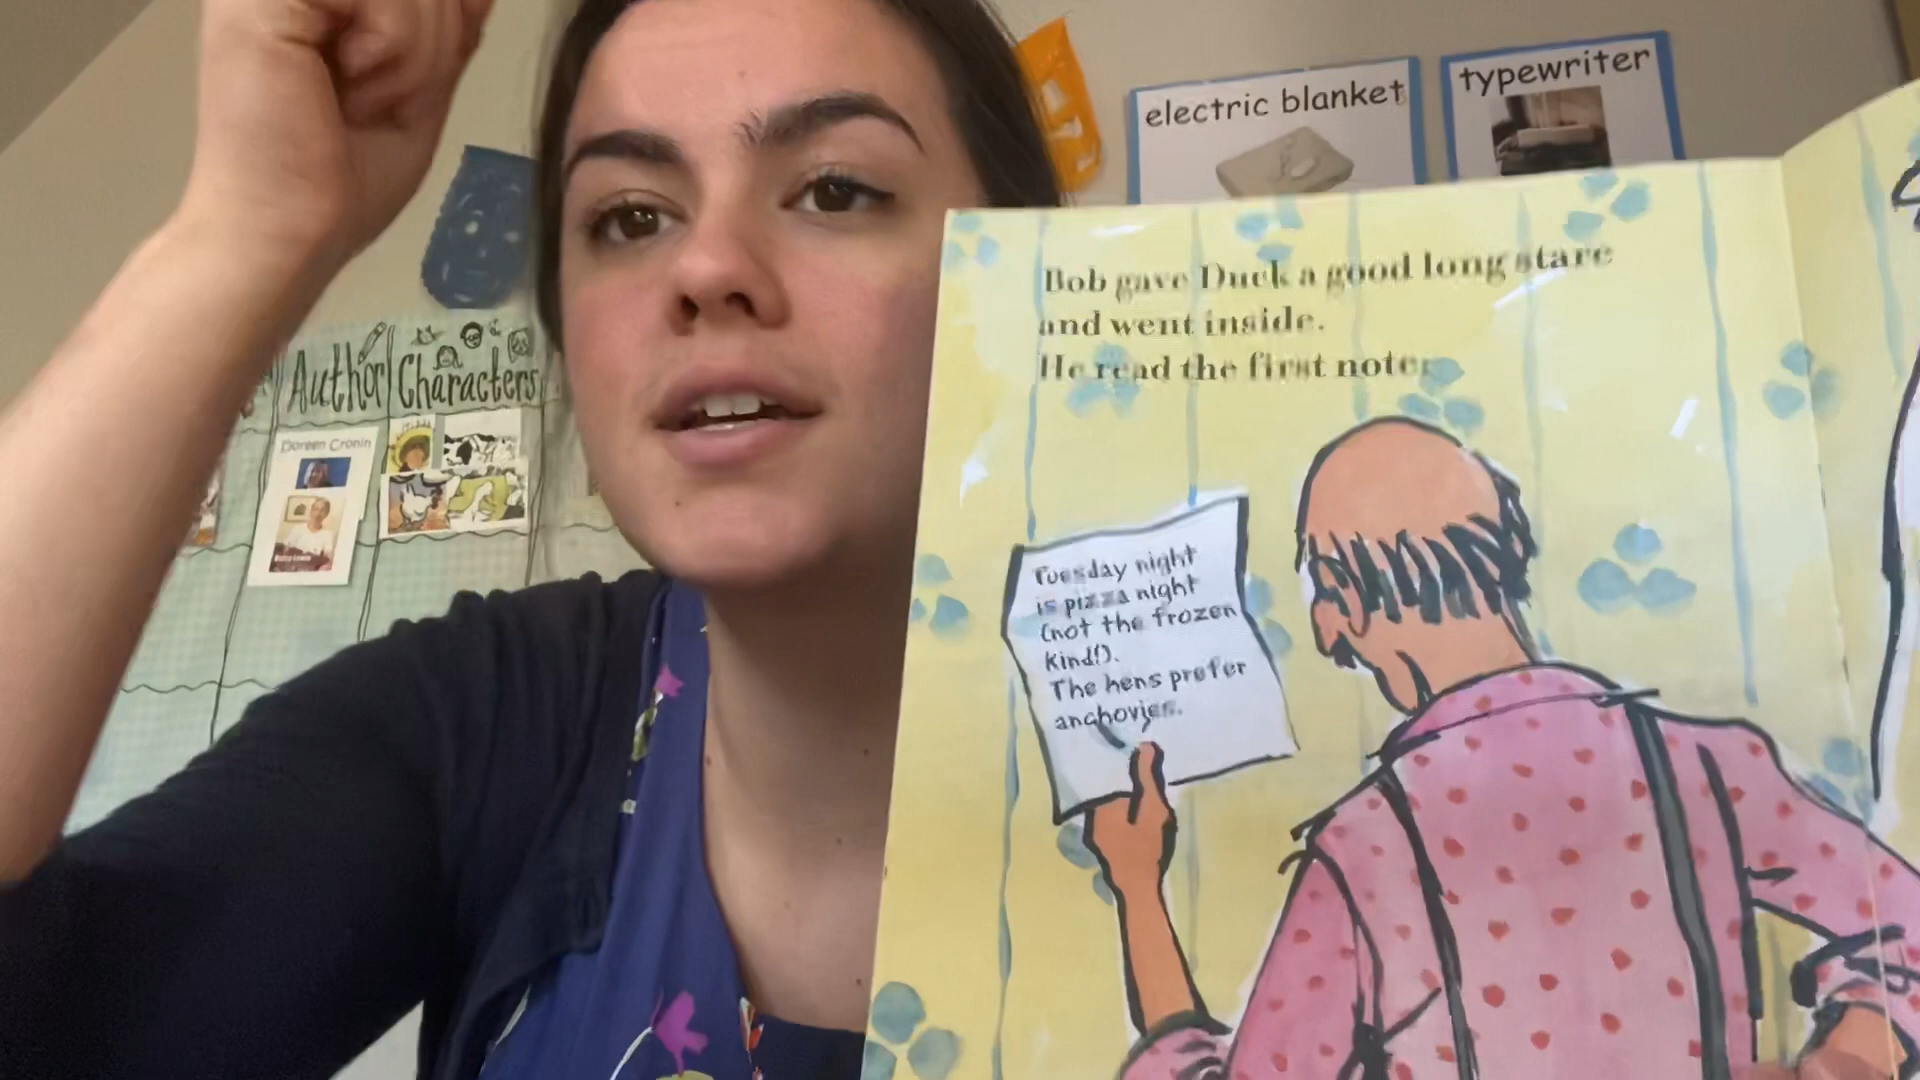 electric blanket
typewriter
Author
Characters
Doreen Cronin
Bob gave Duck a good long stare
and went inside.
He read the first note:
Tuesday night
is pizza night
(not the frozen
kind!).
The hens prefer
anchovies.